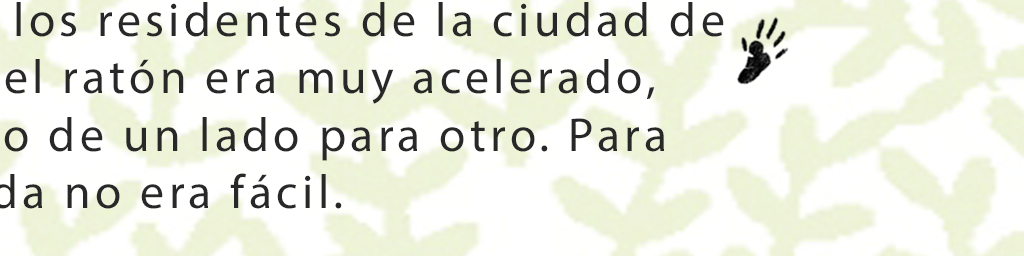 los residentes de la ciudad de
el ratón era muy acelerado,
o de un lado para otro. Para
da no era fácil.